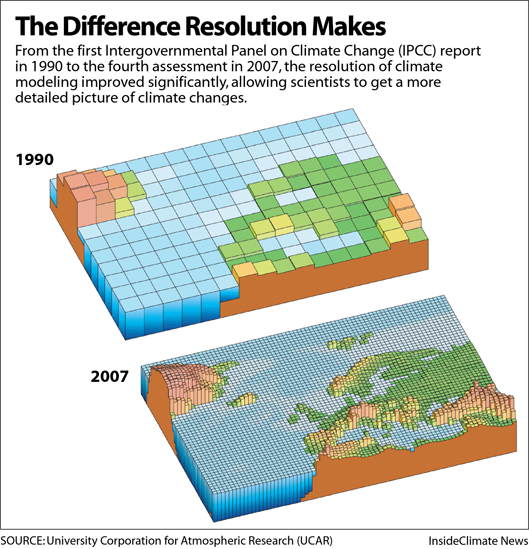 The Difference Resolution Makes
From the first Intergovernmental Panel on Climate Change (IPCC) report
in 1990 to the fourth assessment in 2007, the resolution of climate
modeling improved significantly, allowing scientists to get a more
detailed picture of climate changes.
1990
2007
SOURCE: University Corporation for Atmospheric Research (UCAR)
InsideClimate News